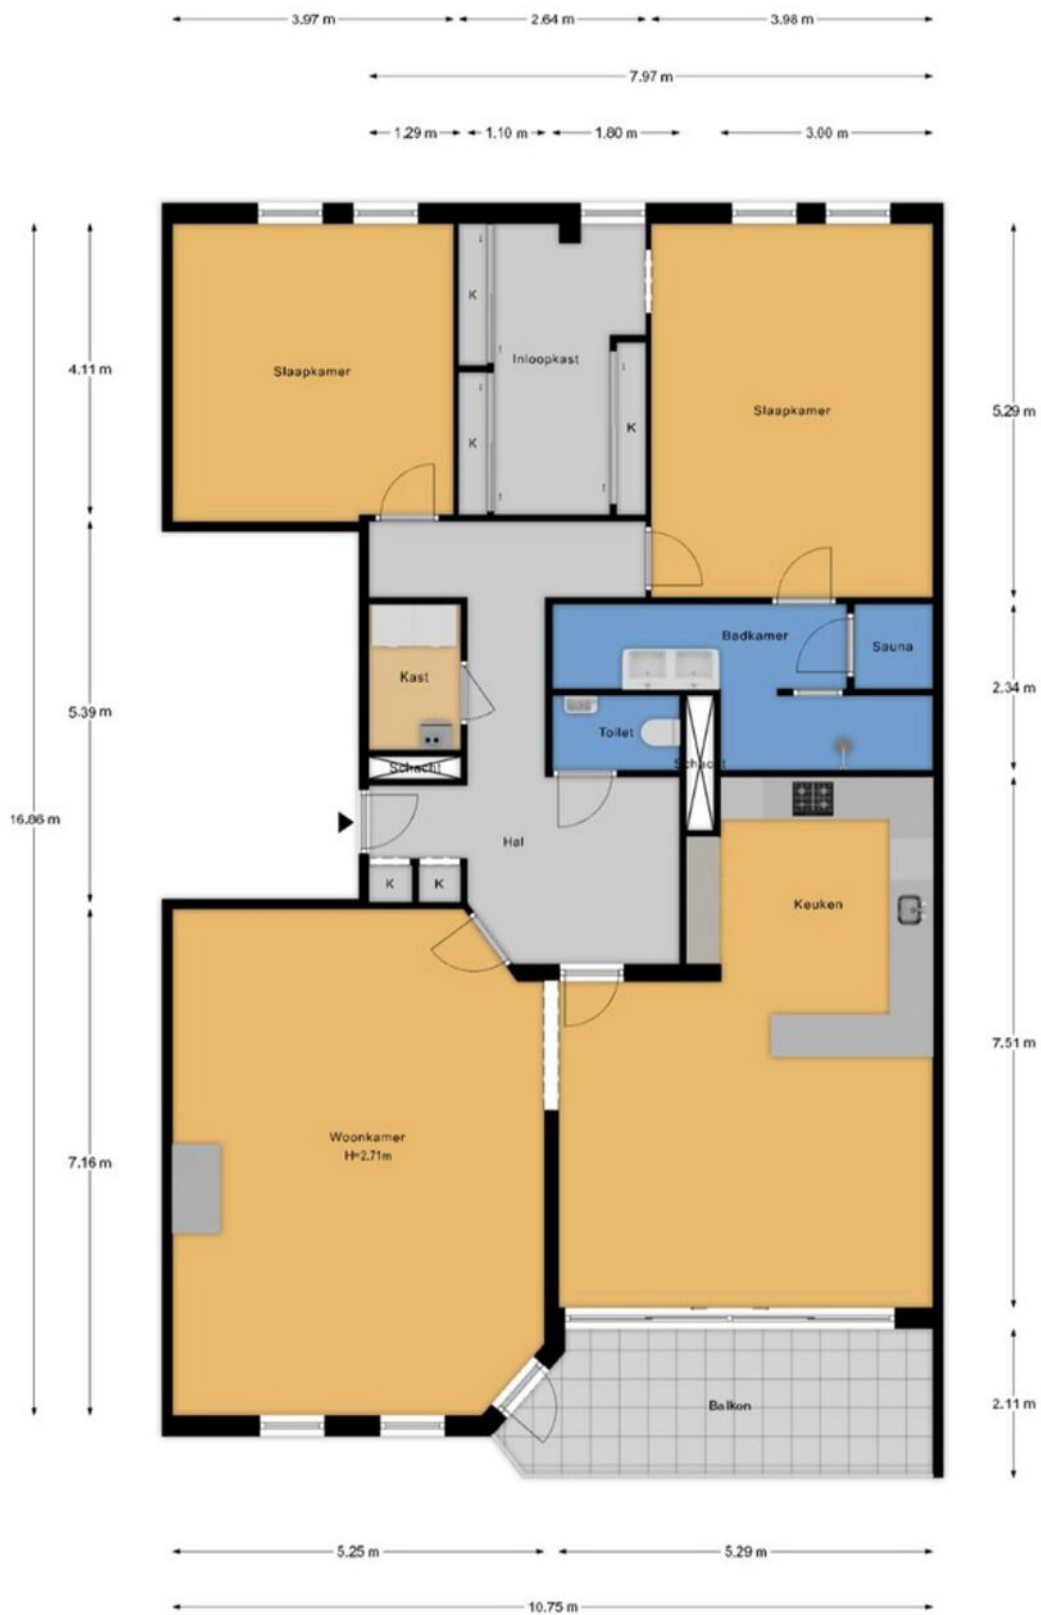 3.97 m
2.64 m
3.98 m
7.97 m
1.29 m
1.10 m
1.80 m
3.00 m
16.86 m
4.11 m
5.39 m
7.16 m
K
K
Inloopkast
K
Slaapkamer
Slaapkamer
5.29 m
Badkamer
Sauna
Kast
2.34 m
Toilet
Schacht
Schacht
Hal
K
K
Keuken
7.51 m
Woonkamer
H=2.71m
Balkon
2.11 m
5.25 m
5.29 m
10.75 m